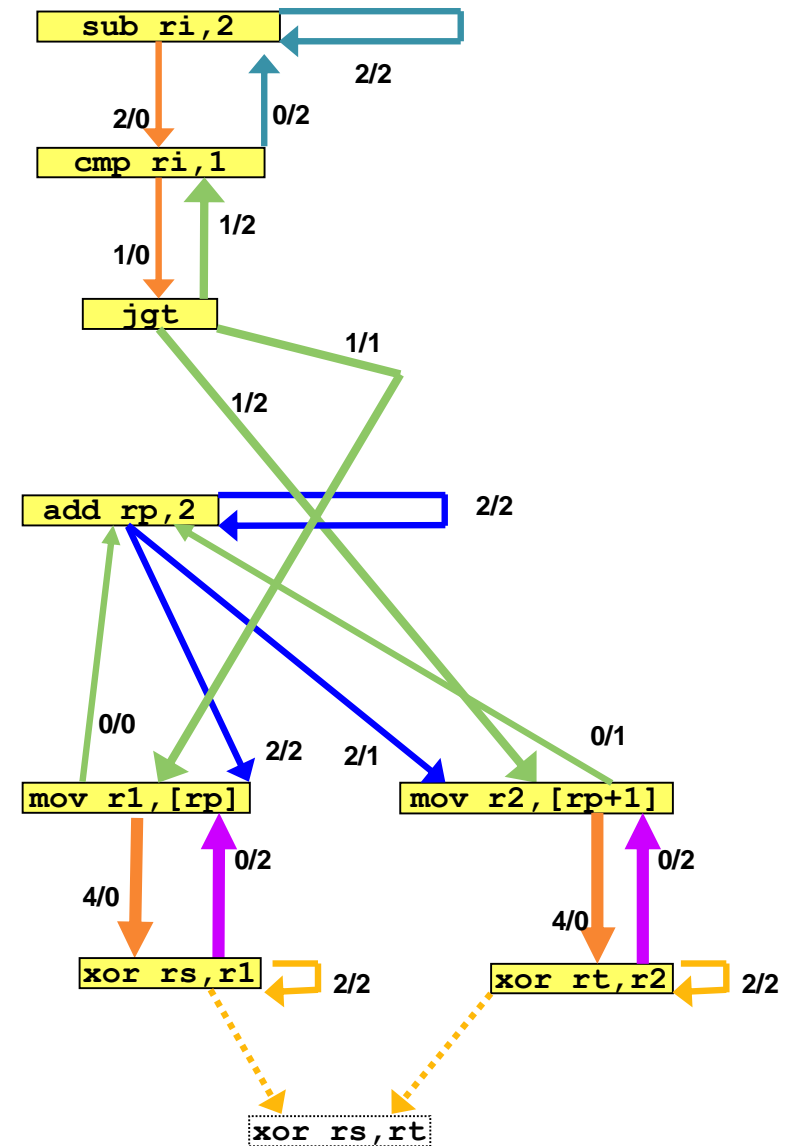 sub ri,2
2/2
2/0
0/2
cmp ri,1
1/2
1/0
jgt
1/1
1/2
add rp,2
2/2
0/0
2/2
2/1
0/1
mov r1,[rp]
mov r2,[rp+1]
0/2
0/2
4/0
4/0
xor rs,r1
2/2
xor rt,r2
2/2
xor rs,rt